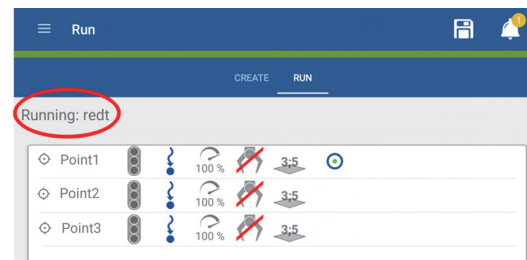 Run
!
CREATE RUN
Running: redt
Point1 100 % 3;5
Point2 100 % 3;5
Point3 100 % 3;5